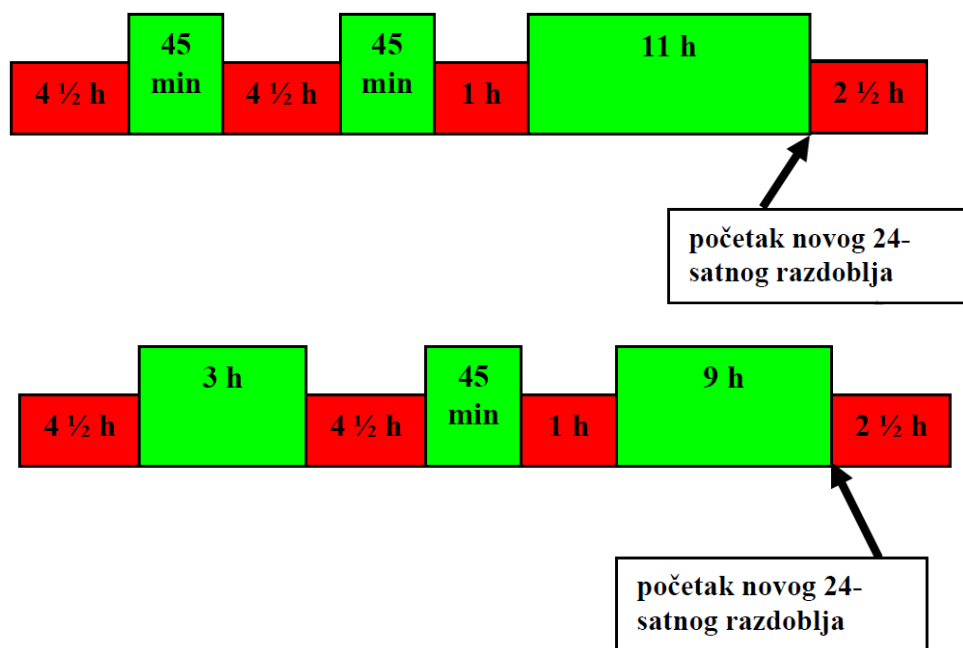 45
min
45
min
11 h
4 ½ h
4 ½ h
1 h
2 ½ h
početak novog 24-
satnog razdoblja
3 h
45
min
9 h
4 ½ h
4 ½ h
1 h
2 ½ h
početak novog 24-
satnog razdoblja